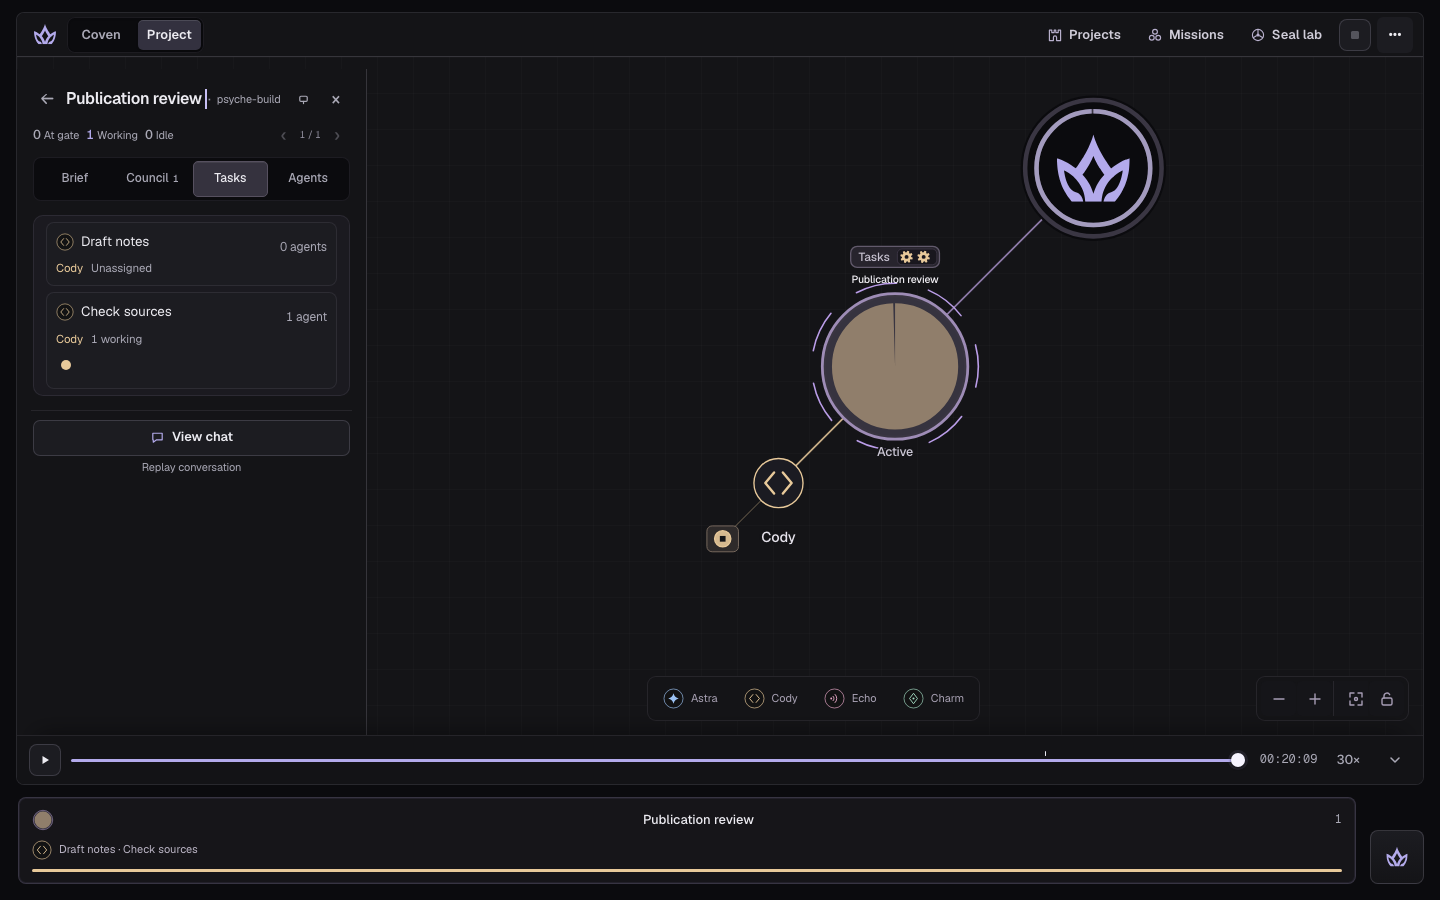 Coven Project Projects Missions Seal lab
Publication review · psyche-build
0 At gate 1 Working 0 Idle 1 / 1
Brief Council 1 Tasks Agents
Draft notes 0 agents
Cody Unassigned
Check sources 1 agent
Cody 1 working
View chat
Replay conversation
Tasks
Publication review
Active
Cody
Astra Cody Echo Charm
00:20:09 30×
Publication review 1
Draft notes · Check sources